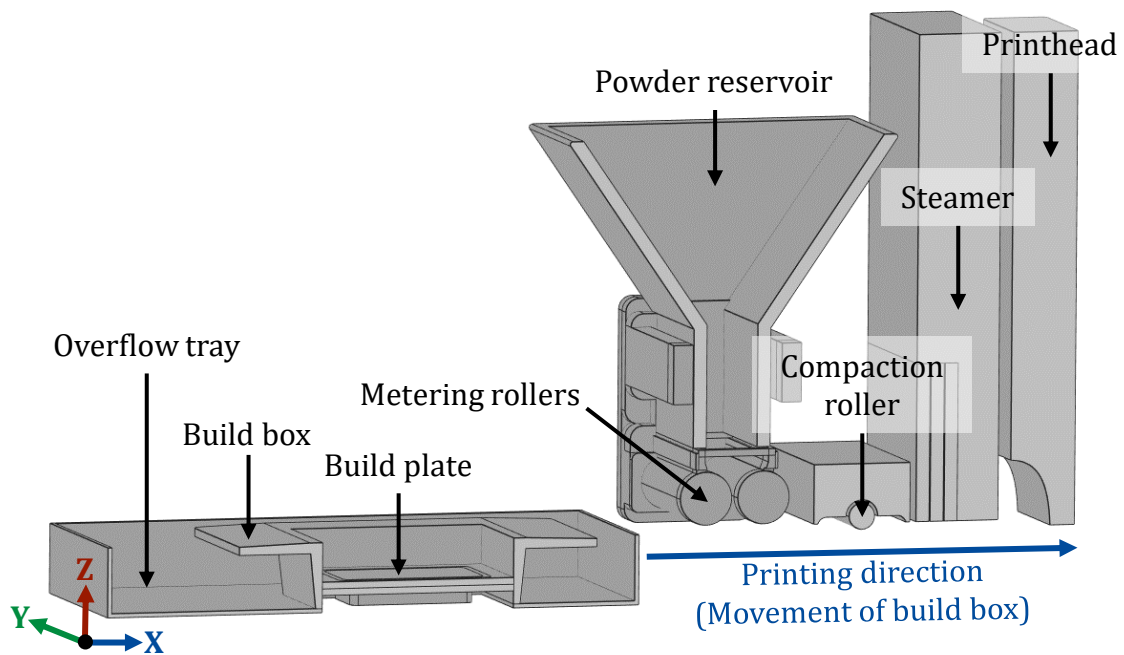 Printhead
Powder reservoir
Steamer
Overflow tray
Compaction
roller
Metering rollers
Build box
Build plate
Z
Y
X
Printing direction
(Movement of build box)